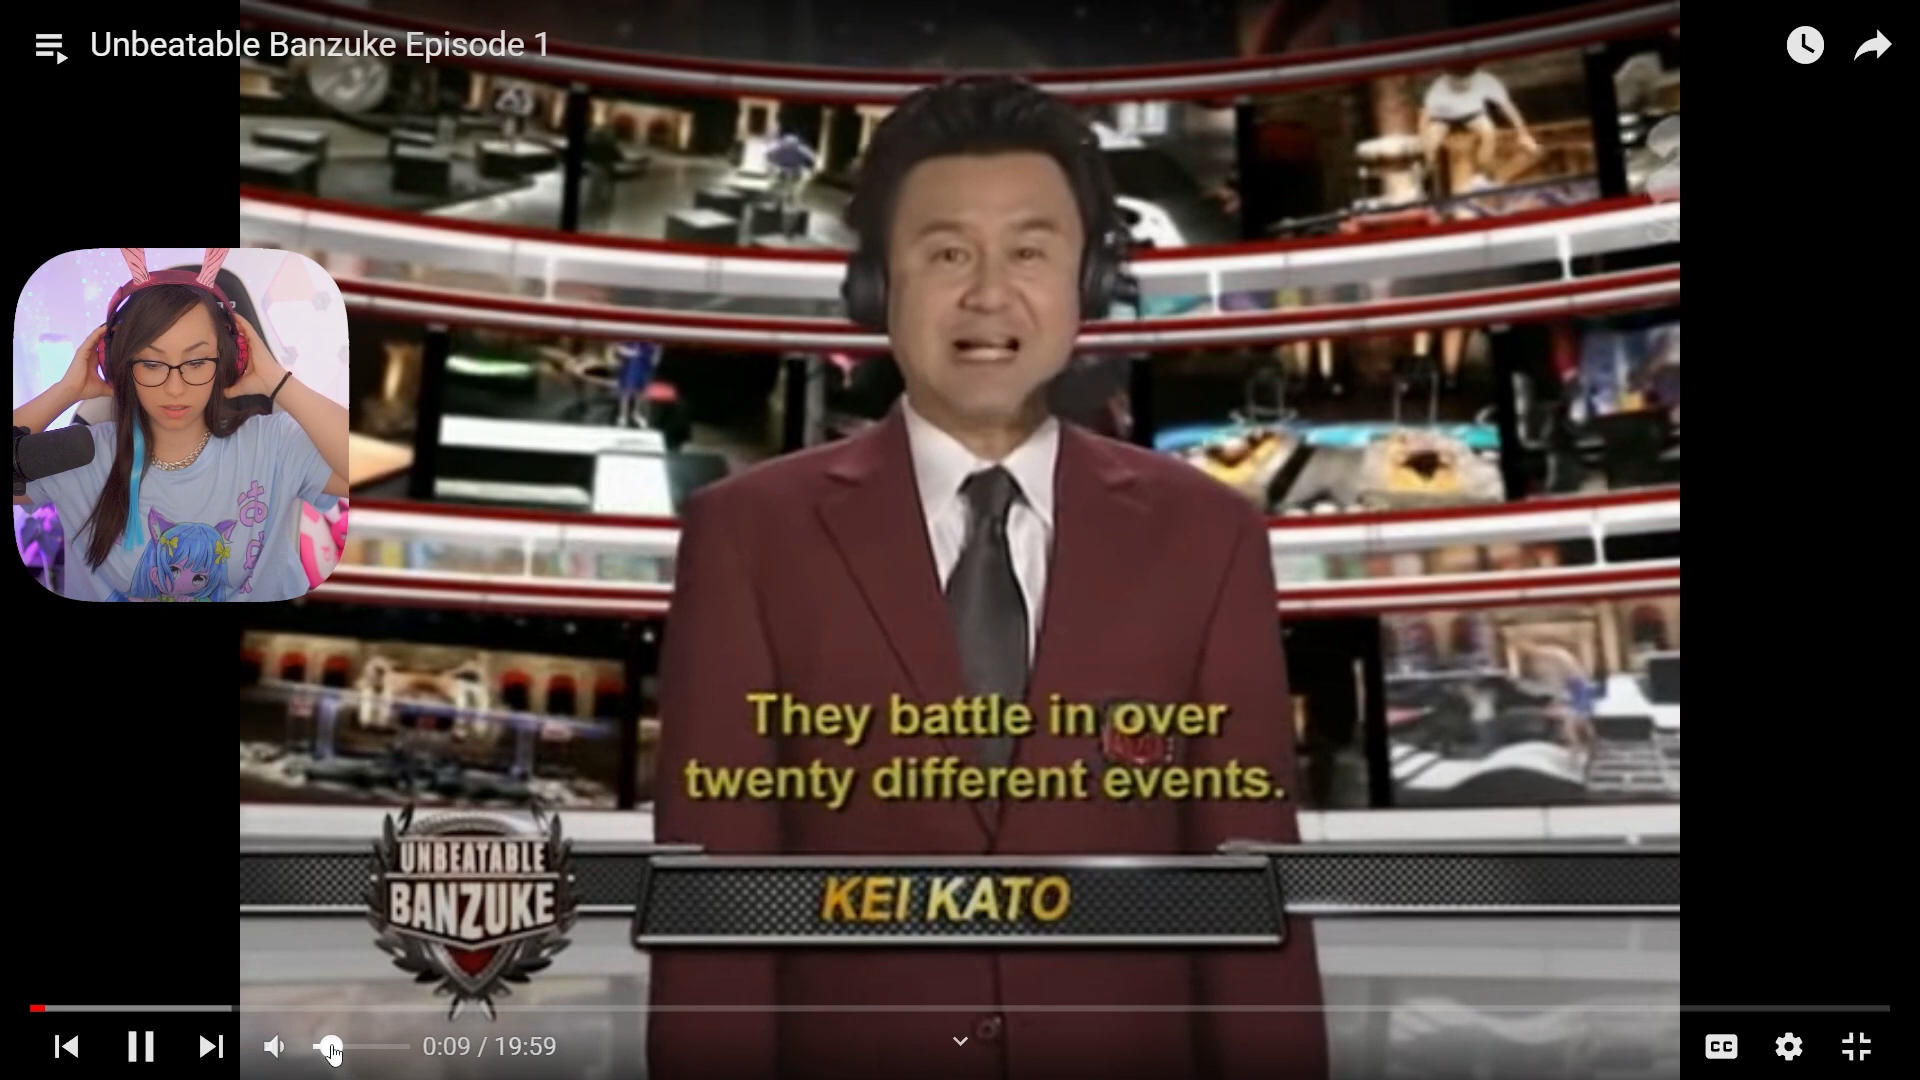 Unbeatable Banzuke Episode 1
They battle in over
twenty different events.
UNBEATABLE
BANZUKE
KEI KATO
0:09 / 19:59
CC